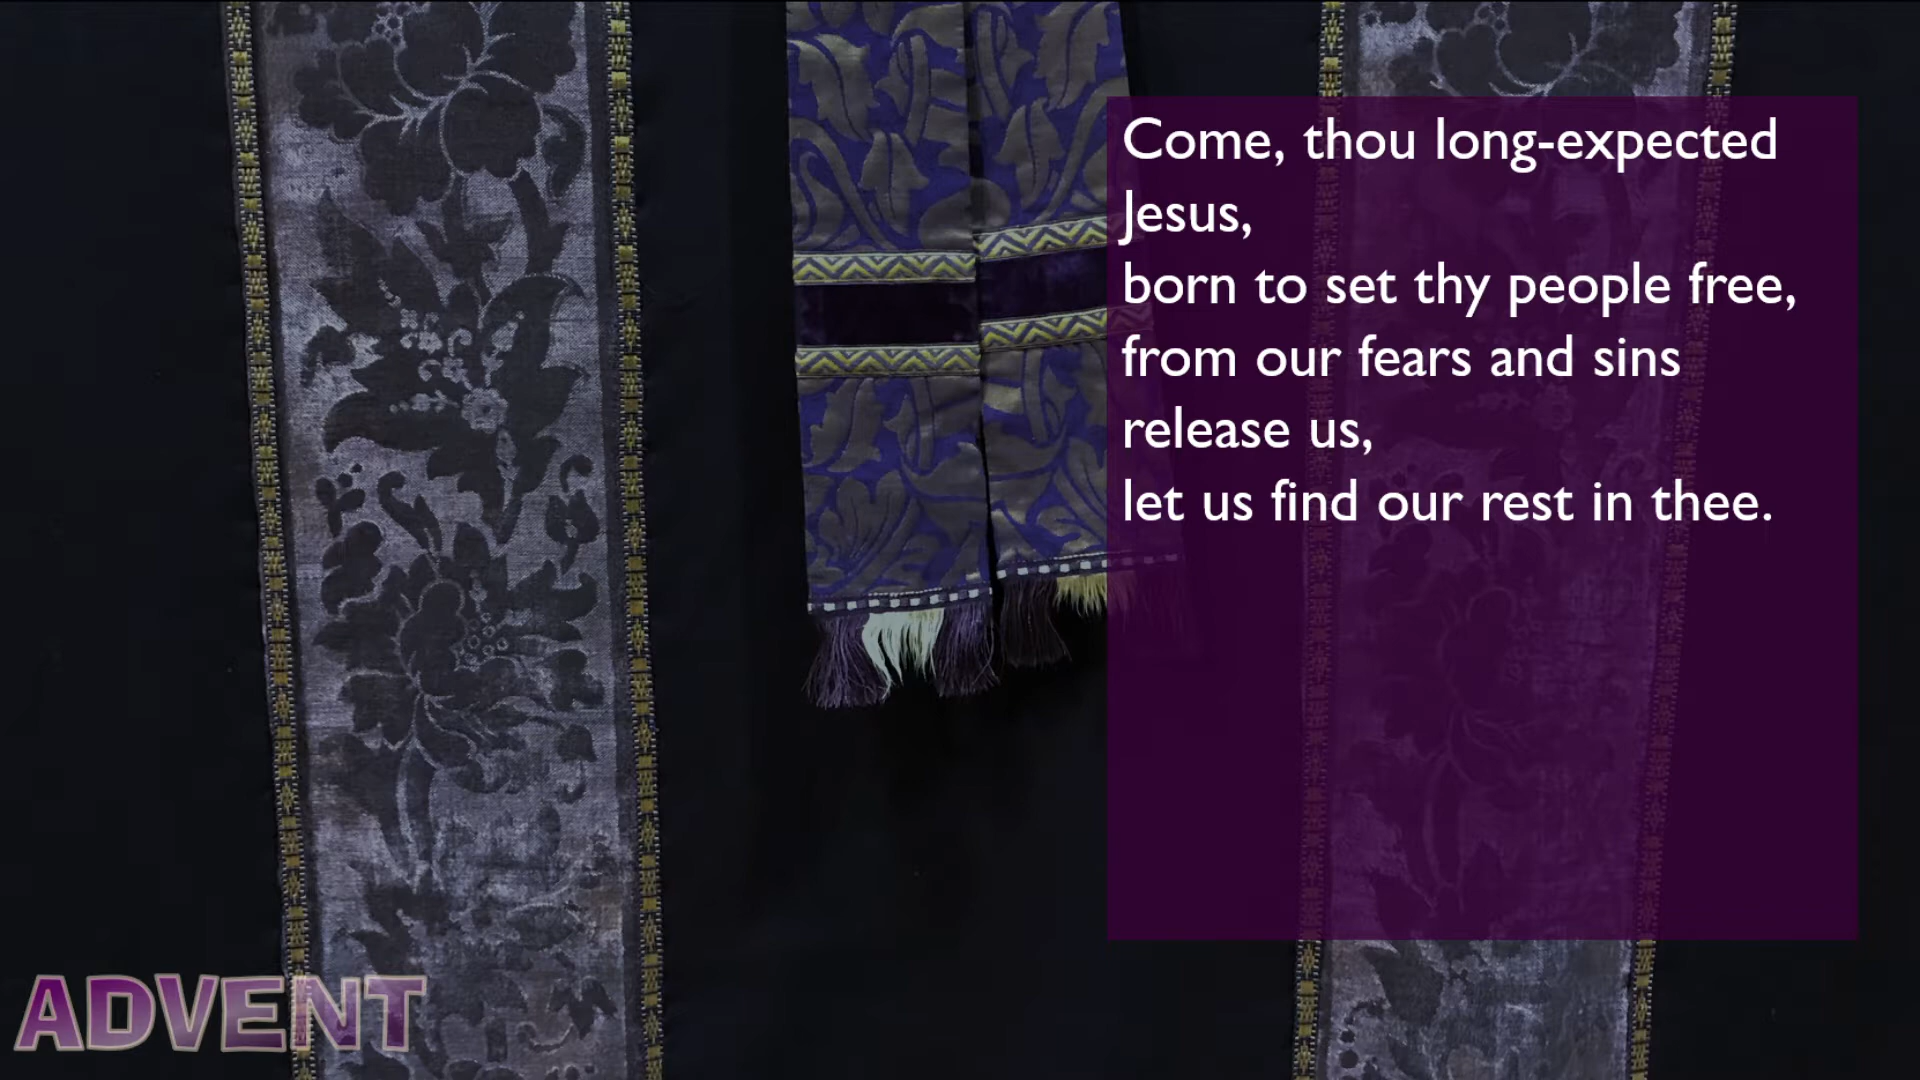 Come, thou long-expected
Jesus,
born to set thy people free,
from our fears and sins
release us,
let us find our rest in thee.
ADVENT